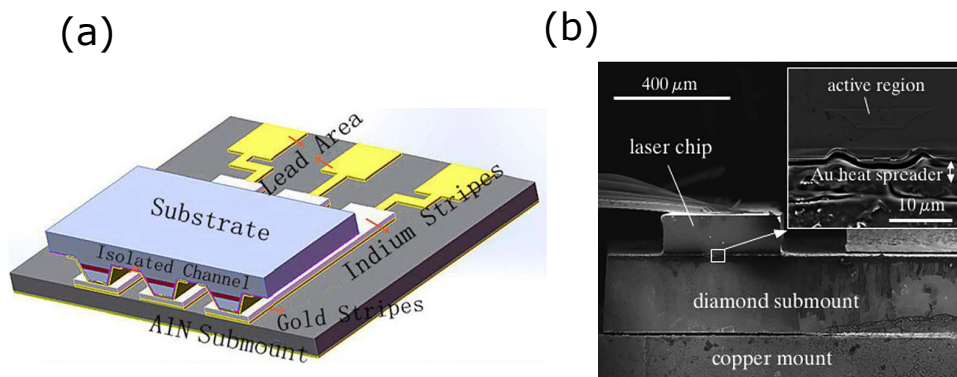 (a)
Lead Area
Substrate
Indium Stripes
Isolated Channel
Gold Stripes
AlN Submount
(b)
400 μm
active region
laser chip
Au heat spreader
10 μm
diamond submount
copper mount